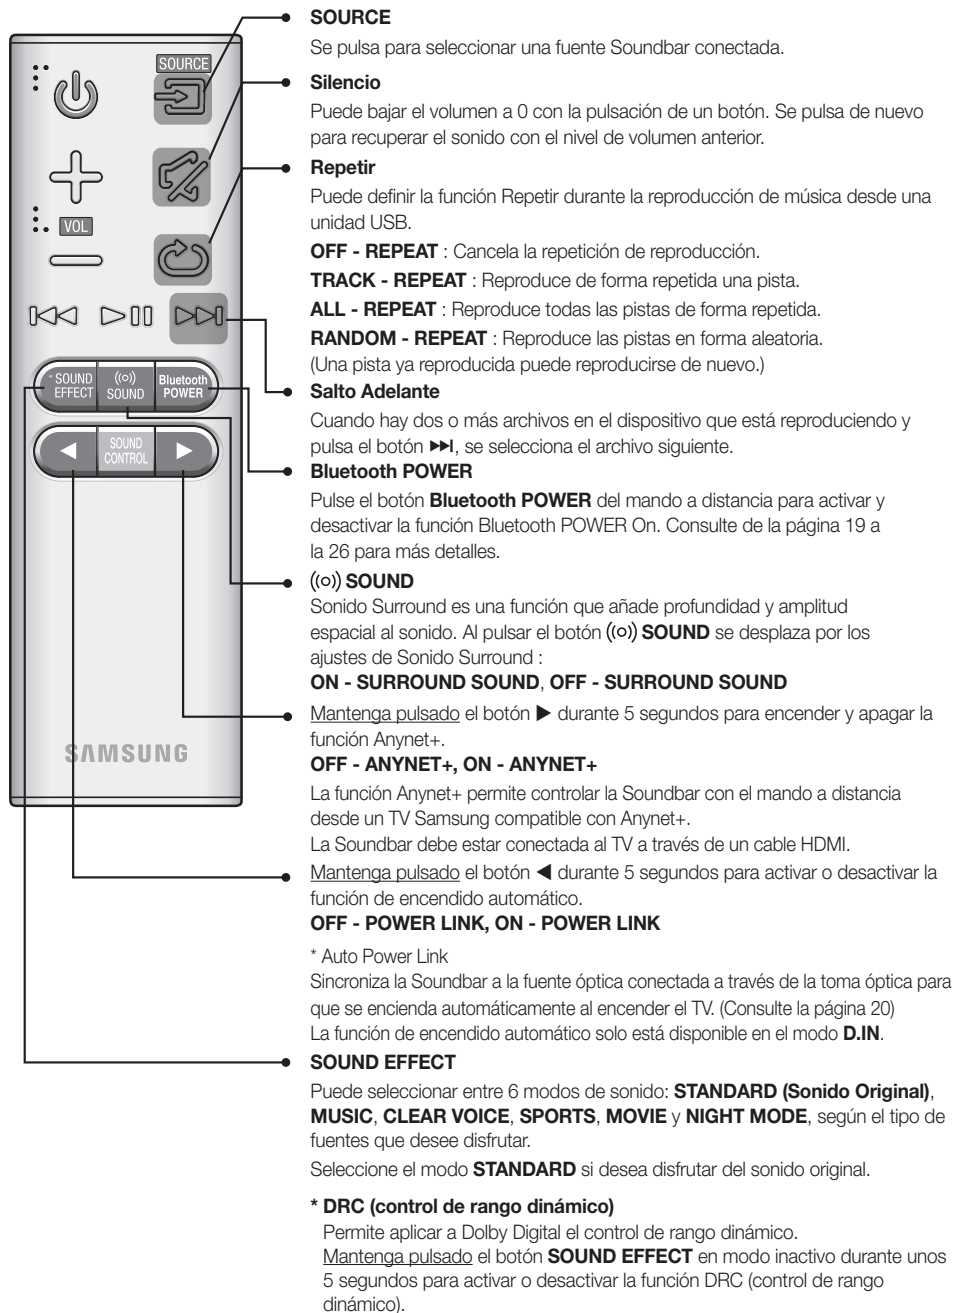 SOURCE
VOL
SOUND EFFECT
((o)) SOUND
Bluetooth POWER
SOUND CONTROL
SAMSUNG
SOURCE
Se pulsa para seleccionar una fuente Soundbar conectada.
Silencio
Puede bajar el volumen a 0 con la pulsación de un botón. Se pulsa de nuevo
para recuperar el sonido con el nivel de volumen anterior.
Repetir
Puede definir la función Repetir durante la reproducción de música desde una
unidad USB.
OFF - REPEAT : Cancela la repetición de reproducción.
TRACK - REPEAT : Reproduce de forma repetida una pista.
ALL - REPEAT : Reproduce todas las pistas de forma repetida.
RANDOM - REPEAT : Reproduce las pistas en forma aleatoria.
(Una pista ya reproducida puede reproducirse de nuevo.)
Salto Adelante
Cuando hay dos o más archivos en el dispositivo que está reproduciendo y
pulsa el botón ▶▶I, se selecciona el archivo siguiente.
Bluetooth POWER
Pulse el botón Bluetooth POWER del mando a distancia para activar y
desactivar la función Bluetooth POWER On. Consulte de la página 19 a
la 26 para más detalles.
((o)) SOUND
Sonido Surround es una función que añade profundidad y amplitud
espacial al sonido. Al pulsar el botón ((o)) SOUND se desplaza por los
ajustes de Sonido Surround :
ON - SURROUND SOUND, OFF - SURROUND SOUND
Mantenga pulsado el botón ▶ durante 5 segundos para encender y apagar la
función Anynet+.
OFF - ANYNET+, ON - ANYNET+
La función Anynet+ permite controlar la Soundbar con el mando a distancia
desde un TV Samsung compatible con Anynet+.
La Soundbar debe estar conectada al TV a través de un cable HDMI.
Mantenga pulsado el botón ◀ durante 5 segundos para activar o desactivar la
función de encendido automático.
OFF - POWER LINK, ON - POWER LINK
* Auto Power Link
Sincroniza la Soundbar a la fuente óptica conectada a través de la toma óptica para
que se encienda automáticamente al encender el TV. (Consulte la página 20)
La función de encendido automático solo está disponible en el modo D.IN.
SOUND EFFECT
Puede seleccionar entre 6 modos de sonido: STANDARD (Sonido Original),
MUSIC, CLEAR VOICE, SPORTS, MOVIE y NIGHT MODE, según el tipo de
fuentes que desee disfrutar.
Seleccione el modo STANDARD si desea disfrutar del sonido original.
* DRC (control de rango dinámico)
Permite aplicar a Dolby Digital el control de rango dinámico.
Mantenga pulsado el botón SOUND EFFECT en modo inactivo durante unos
5 segundos para activar o desactivar la función DRC (control de rango
dinámico).